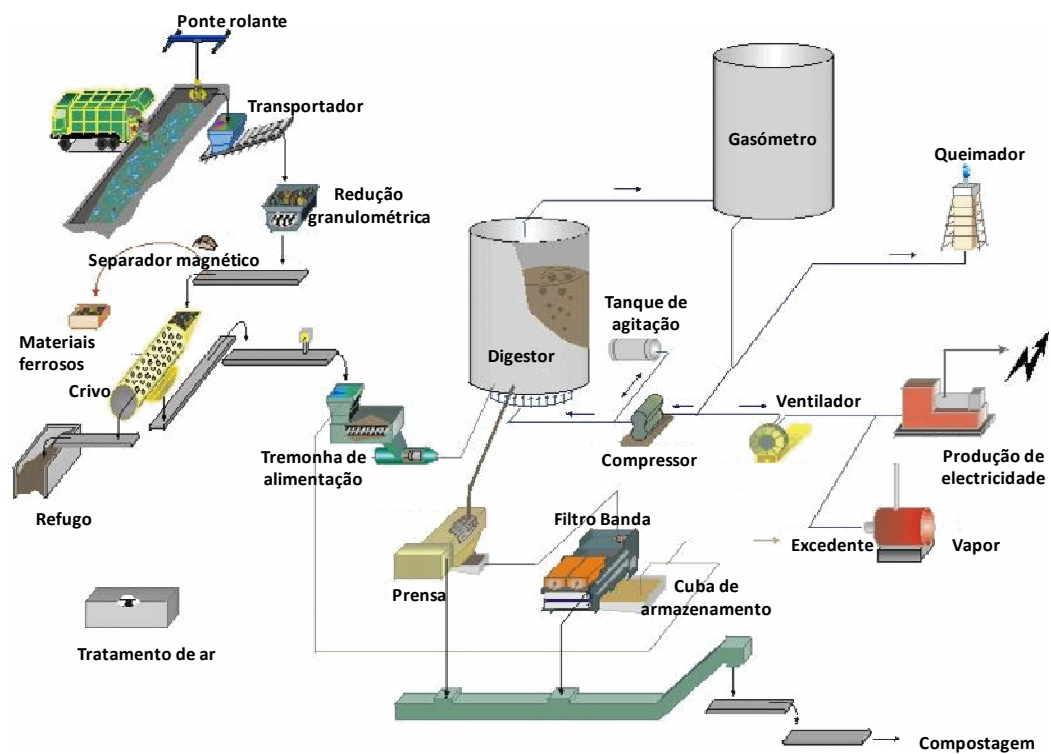 Ponte rolante
Transportador
Gasómetro
Queimador
Redução
granulométrica
Separador magnético
Tanque de
agitação
Materiais
ferrosos
Digestor
Crivo
Ventilador
Tremonha de
alimentação
Compressor
Produção de
electricidade
Refugo
Filtro Banda
Excedente
Vapor
Prensa
Cuba de
armazenamento
Tratamento de ar
Compostagem